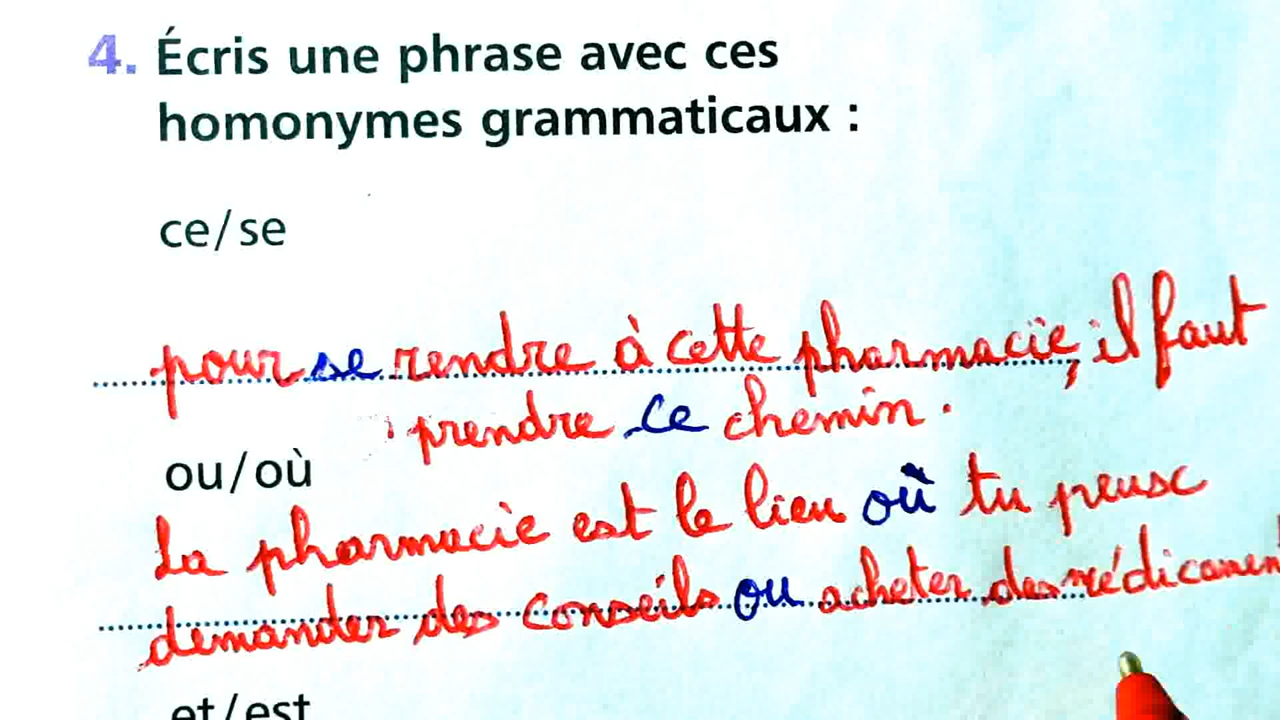 4. Écris une phrase avec ces
homonymes grammaticaux :
ce/se
pour se rendre à cette pharmacie, il faut
prendre ce chemin.
ou/où
La pharmacie est le lieu où tu peux
demander des conseils ou acheter des médicamen
et/est